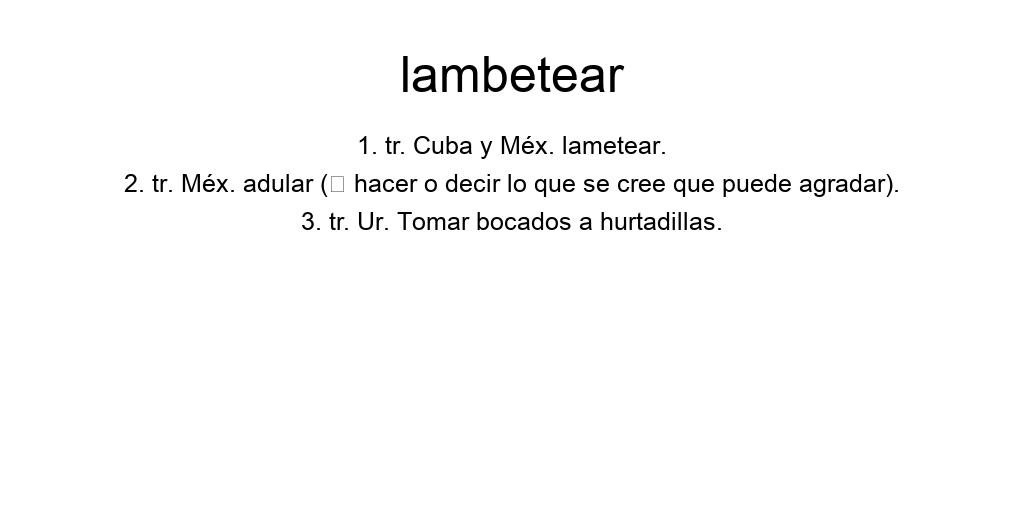 lambetear
1. tr. Cuba y Méx. lametear.
2. tr. Méx. adular (□ hacer o decir lo que se cree que puede agradar).
3. tr. Ur. Tomar bocados a hurtadillas.